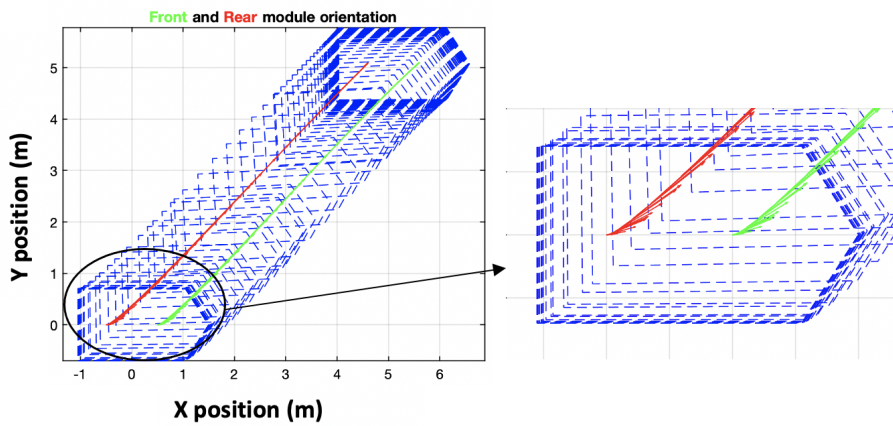 Front and Rear module orientation
Y position (m)
5
4
3
2
1
0
-1 0 1 2 3 4 5 6
X position (m)